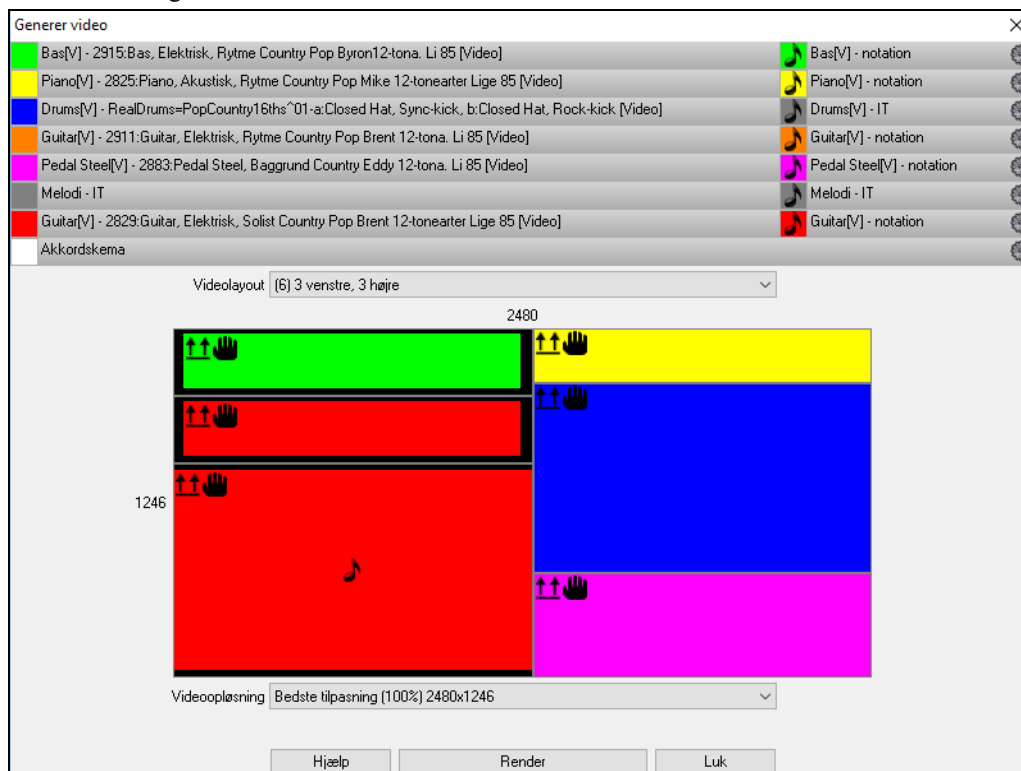 Generer video
Bas[V] - 2915:Bas, Elektrisk, Rytme Country Pop Byron12-tona. Li 85 [Video] Bas[V] - notation
Piano[V] - 2825:Piano, Akustisk, Rytme Country Pop Mike 12-tonearter Lige 85 [Video] Piano[V] - notation
Drums[V] - RealDrums=PopCountry16ths^01-a:Closed Hat, Sync-kick, b:Closed Hat, Rock-kick [Video] Drums[V] - IT
Guitar[V] - 2911:Guitar, Elektrisk, Rytme Country Pop Brent 12-tona. Li 85 [Video] Guitar[V] - notation
Pedal Steel[V] - 2883:Pedal Steel, Baggrund Country Eddy 12-tona. Li 85 [Video] Pedal Steel[V] - notation
Melodi - IT Melodi - IT
Guitar[V] - 2829:Guitar, Elektrisk, Solist Country Pop Brent 12-tonearter Lige 85 [Video] Guitar[V] - notation
Akkordskema
Videolayout (6) 3 venstre, 3 højre
2480
1246
Videoopløsning Bedste tilpasning (100%) 2480x1246
Hjælp Render Luk